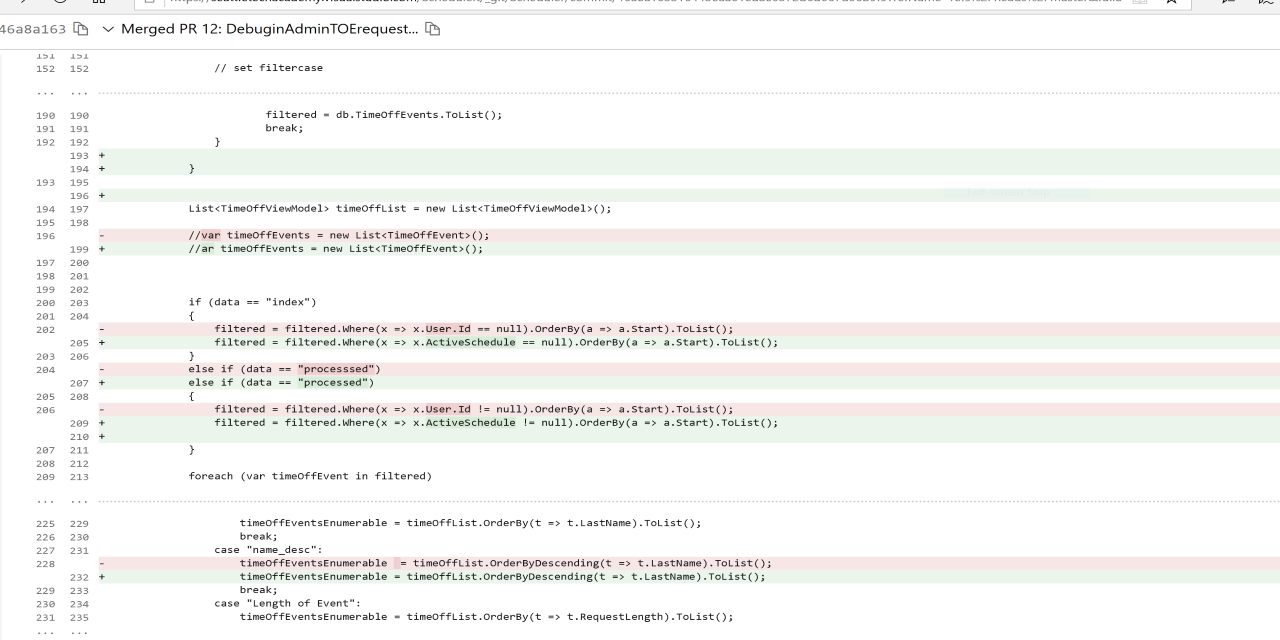 46a8a163 Merged PR 12: DebuginAdminTOErequest...
151 151
152 152 // set filtercase
... ...
190 190 filtered = db.TimeOffEvents.ToList();
191 191 break;
192 192 }
193 +
194 + }
193 195
196 +
194 197 List<TimeOffViewModel> timeOffList = new List<TimeOffViewModel>();
195 198
196 - //var timeOffEvents = new List<TimeOffEvent>();
199 + //ar timeOffEvents = new List<TimeOffEvent>();
197 200
198 201
199 202
200 203 if (data == "index")
201 204 {
202 - filtered = filtered.Where(x => x.User.Id == null).OrderBy(a => a.Start).ToList();
205 + filtered = filtered.Where(x => x.ActiveSchedule == null).OrderBy(a => a.Start).ToList();
203 206 }
204 - else if (data == "processsed")
207 + else if (data == "processed")
205 208 {
206 - filtered = filtered.Where(x => x.User.Id != null).OrderBy(a => a.Start).ToList();
209 + filtered = filtered.Where(x => x.ActiveSchedule != null).OrderBy(a => a.Start).ToList();
210 +
207 211 }
208 212
209 213 foreach (var timeOffEvent in filtered)
... ...
225 229 timeOffEventsEnumerable = timeOffList.OrderBy(t => t.LastName).ToList();
226 230 break;
227 231 case "name_desc":
228 - timeOffEventsEnumerable  = timeOffList.OrderByDescending(t => t.LastName).ToList();
232 + timeOffEventsEnumerable = timeOffList.OrderByDescending(t => t.LastName).ToList();
229 233 break;
230 234 case "Length of Event":
231 235 timeOffEventsEnumerable = timeOffList.OrderBy(t => t.RequestLength).ToList();
... ...